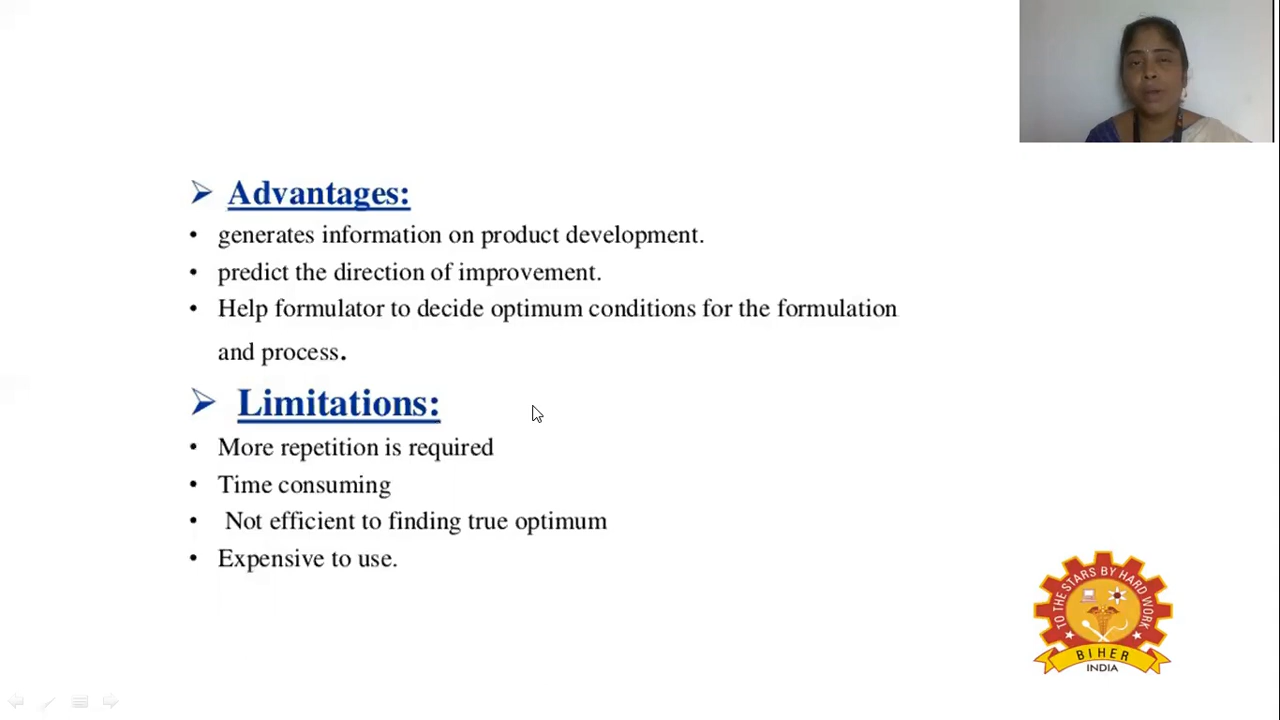 ➢ Advantages:
• generates information on product development.
• predict the direction of improvement.
• Help formulator to decide optimum conditions for the formulation
and process.
➢ Limitations:
• More repetition is required
• Time consuming
• Not efficient to finding true optimum
• Expensive to use.
TO THE STARS BY HARD WORK
BIHER
INDIA